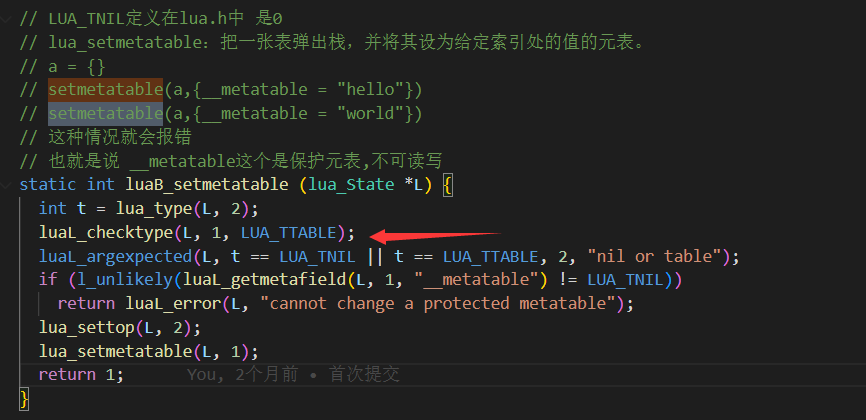 // LUA_TNIL定义在lua.h中 是0
// lua_setmetatable：把一张表弹出栈，并将其设为给定索引处的值的元表。
// a = {}
// setmetatable(a,{__metatable = "hello"})
// setmetatable(a,{__metatable = "world"})
// 这种情况就会报错
// 也就是说 __metatable这个是保护元表,不可读写
static int luaB_setmetatable (lua_State *L) {
  int t = lua_type(L, 2);
  luaL_checktype(L, 1, LUA_TTABLE);
  luaL_argexpected(L, t == LUA_TNIL || t == LUA_TTABLE, 2, "nil or table");
  if (l_unlikely(luaL_getmetafield(L, 1, "__metatable") != LUA_TNIL))
    return luaL_error(L, "cannot change a protected metatable");
  lua_settop(L, 2);
  lua_setmetatable(L, 1);
  return 1;      You, 2个月前 • 首次提交
}